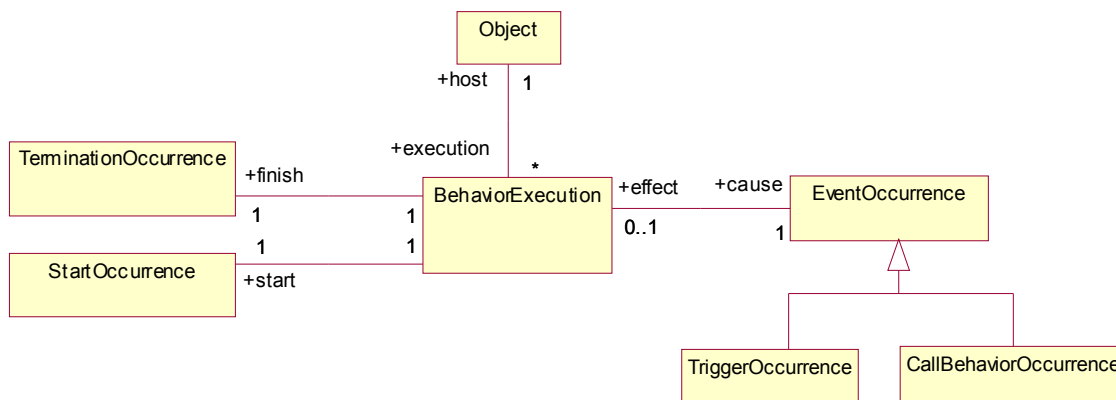 Object
+host
1
+execution
*
TerminationOccurrence
+finish
1
1
BehaviorExecution
+effect
0..1
+cause
1
EventOccurrence
StartOccurrence
1
+start
1
TriggerOccurrence
CallBehaviorOccurrence